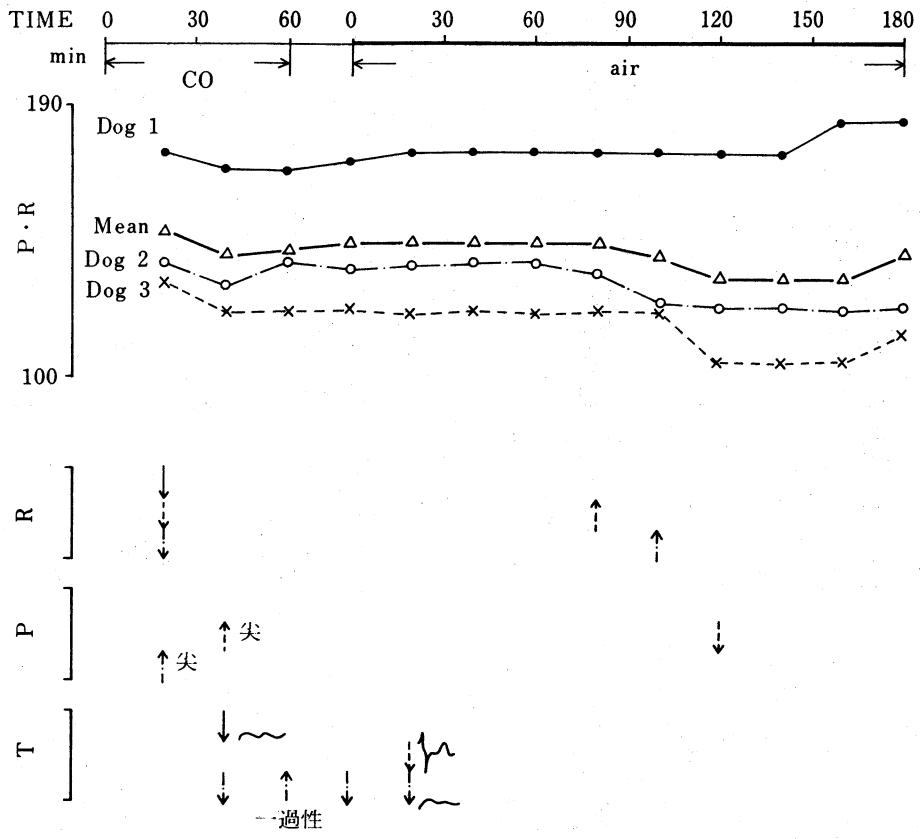 TIME 0 30 60 0 30 60 90 120 150 180
min CO air
190
Dog 1
P・R
Mean
Dog 2
Dog 3
100
R
P
尖
尖
T
一過性